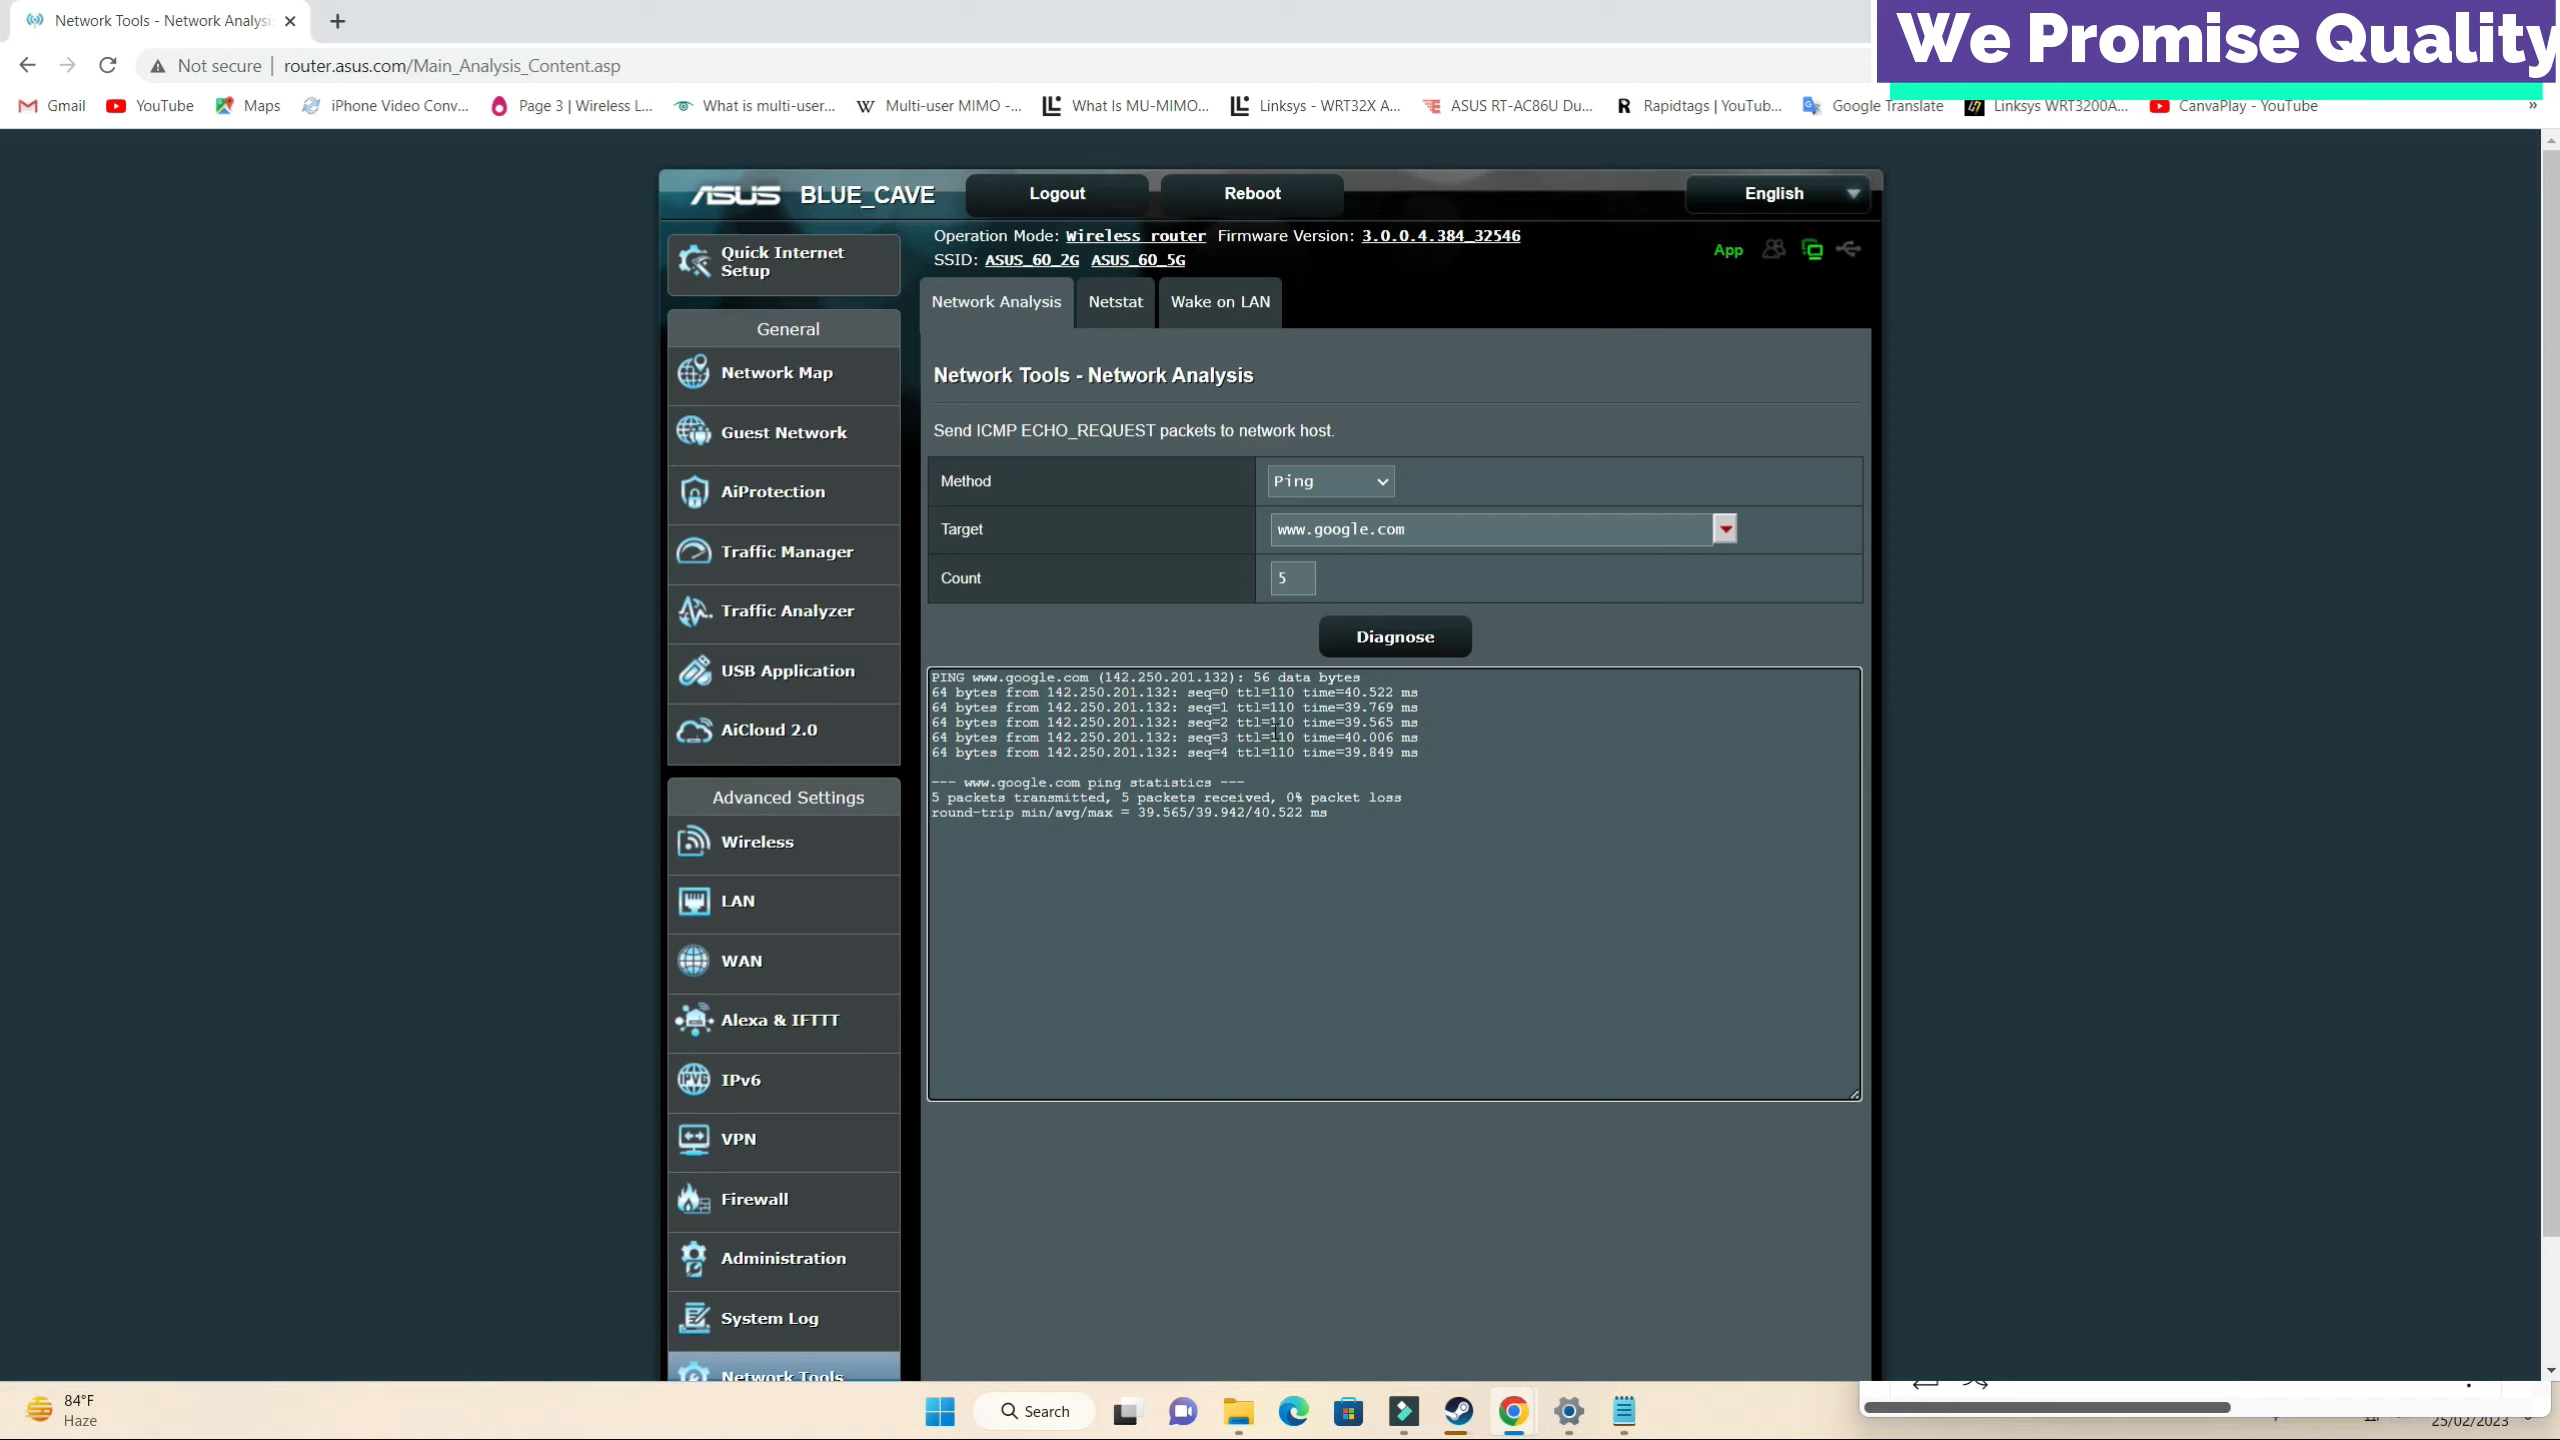 Network Tools - Network Analysi
We Promise Quality
Not secure
router.asus.com/Main_Analysis_Content.asp
Gmail
YouTube
Maps
iPhone Video Conv...
Page 3 | Wireless L...
What is multi-user...
Multi-user MIMO -...
What Is MU-MIMO...
Linksys - WRT32X A...
ASUS RT-AC86U Du...
Rapidtags | YouTub...
Google Translate
Linksys WRT3200A...
CanvaPlay - YouTube
»
ASUS BLUE_CAVE
Logout
Reboot
English
Operation Mode: Wireless router Firmware Version: 3.0.0.4.384_32546
SSID: ASUS_60_2G ASUS_60_5G
App
Quick Internet
Setup
General
Network Map
Guest Network
AiProtection
Traffic Manager
Traffic Analyzer
USB Application
AiCloud 2.0
Advanced Settings
Wireless
LAN
WAN
Alexa & IFTTT
IPv6
VPN
Firewall
Administration
System Log
Network Tools
Network Analysis
Netstat
Wake on LAN
Network Tools - Network Analysis
Send ICMP ECHO_REQUEST packets to network host.
Method
Ping
Target
www.google.com
Count
5
Diagnose
PING www.google.com (142.250.201.132): 56 data bytes
64 bytes from 142.250.201.132: seq=0 ttl=110 time=40.522 ms
64 bytes from 142.250.201.132: seq=1 ttl=110 time=39.769 ms
64 bytes from 142.250.201.132: seq=2 ttl=110 time=39.565 ms
64 bytes from 142.250.201.132: seq=3 ttl=110 time=40.006 ms
64 bytes from 142.250.201.132: seq=4 ttl=110 time=39.849 ms
--- www.google.com ping statistics ---
5 packets transmitted, 5 packets received, 0% packet loss
round-trip min/avg/max = 39.565/39.942/40.522 ms
84°F
Haze
Search
25/02/2023